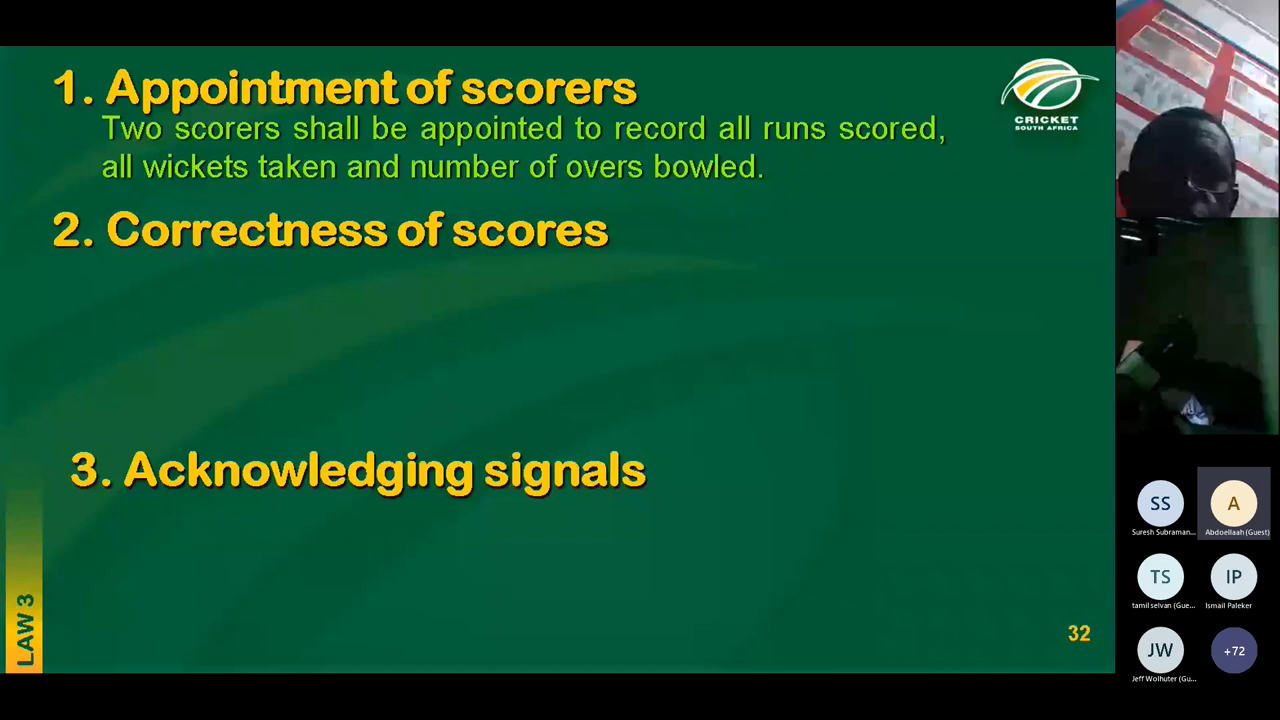 1. Appointment of scorers
Two scorers shall be appointed to record all runs scored,
all wickets taken and number of overs bowled.
2. Correctness of scores
3. Acknowledging signals
LAW 3
32
CRICKET
SOUTH AFRICA
SS
A
Suresh Subraman...
Abdoellaah (Guest)
TS
IP
tamil selvan (Gue...
Ismail Paleker
JW
+72
Jeff Wolhuter (Gu...